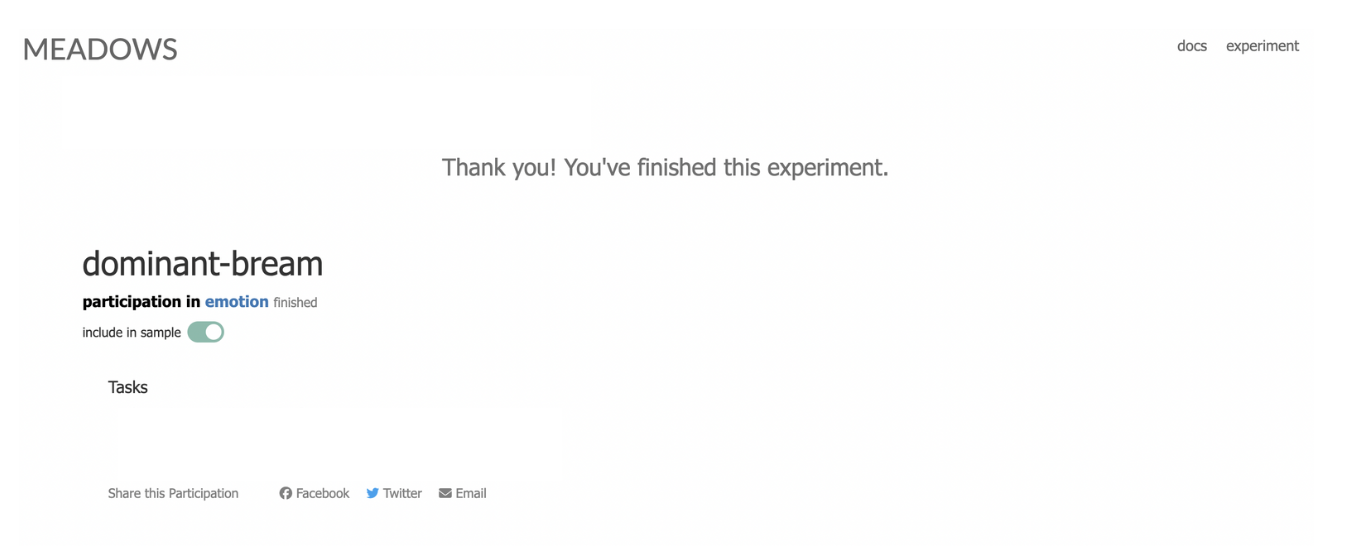 MEADOWS
docs experiment
Thank you! You've finished this experiment.
dominant-bream
participation in emotion finished
include in sample
Tasks
Share this Participation Facebook Twitter Email